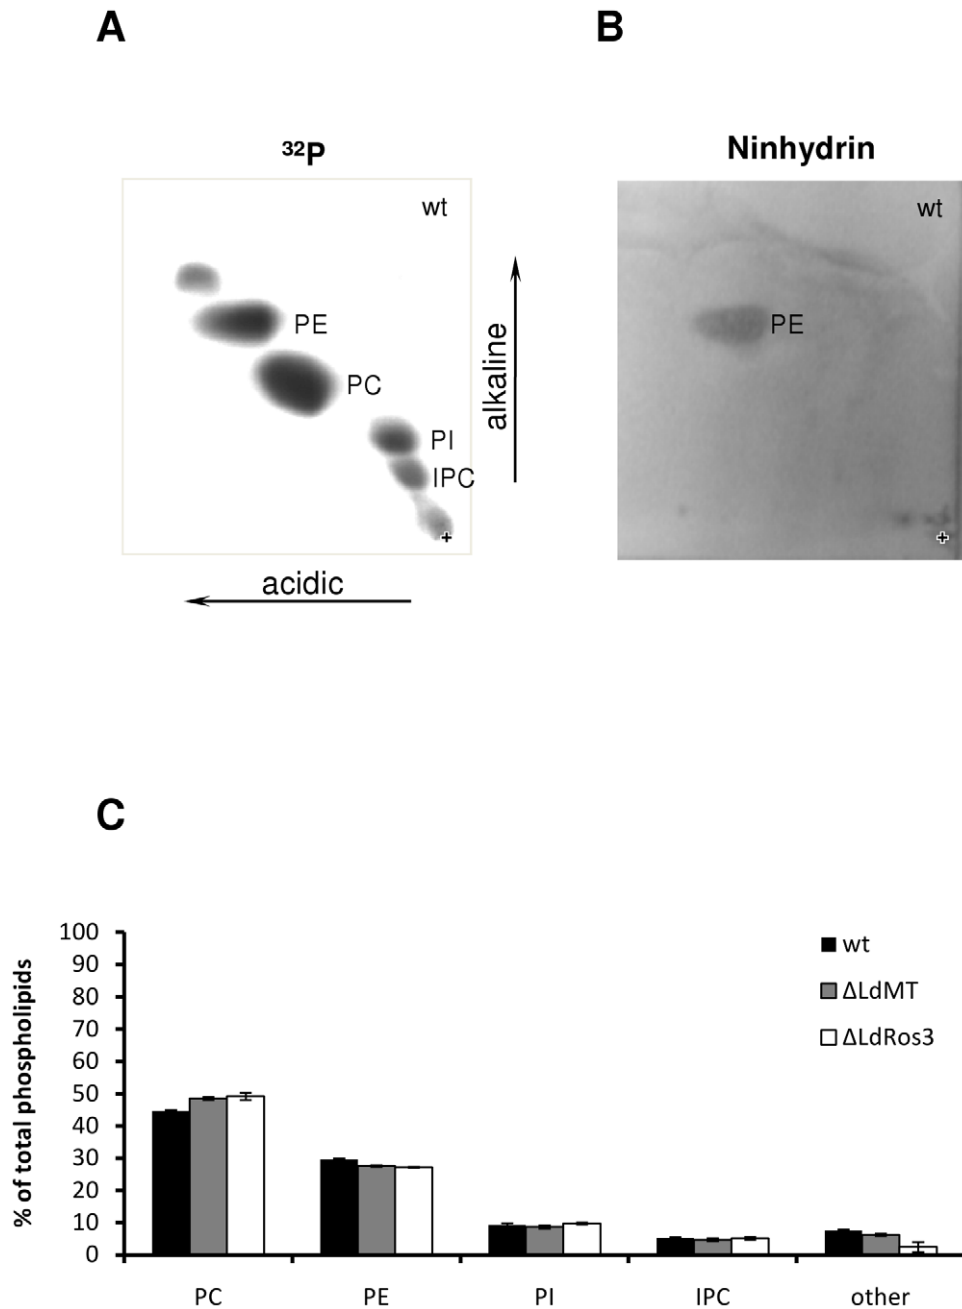 A
B
³²P
Ninhydrin
wt
wt
PE
PC
PI
IPC
+
alkaline
acidic
PE
+
C
% of total phospholipids
100
90
80
70
60
50
40
30
20
10
0
wt
ΔLdMT
ΔLdRos3
PC
PE
PI
IPC
other